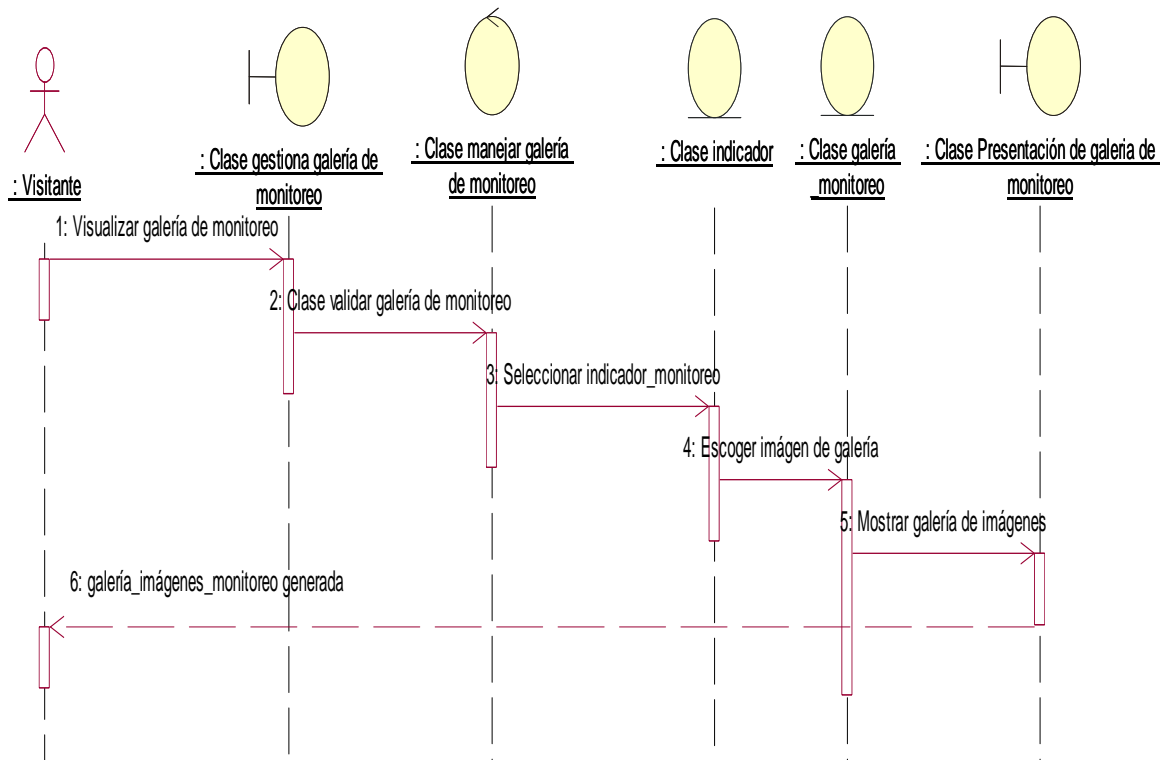 : Visitante
: Clase gestiona galería de
monitoreo
: Clase manejar galería
de monitoreo
: Clase indicador
: Clase galería
_monitoreo
: Clase Presentación de galeria de
monitoreo
1: Visualizar galería de monitoreo
2: Clase validar galería de monitoreo
3: Seleccionar indicador_monitoreo
4: Escoger imágen de galería
5: Mostrar galería de imágenes
6: galería_imágenes_monitoreo generada